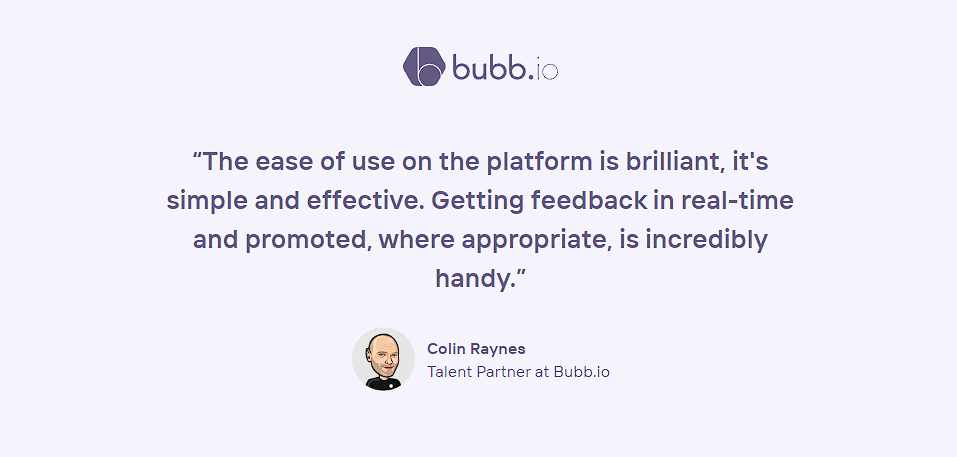 bubb.io
“The ease of use on the platform is brilliant, it's
simple and effective. Getting feedback in real-time
and promoted, where appropriate, is incredibly
handy.”
Colin Raynes
Talent Partner at Bubb.io